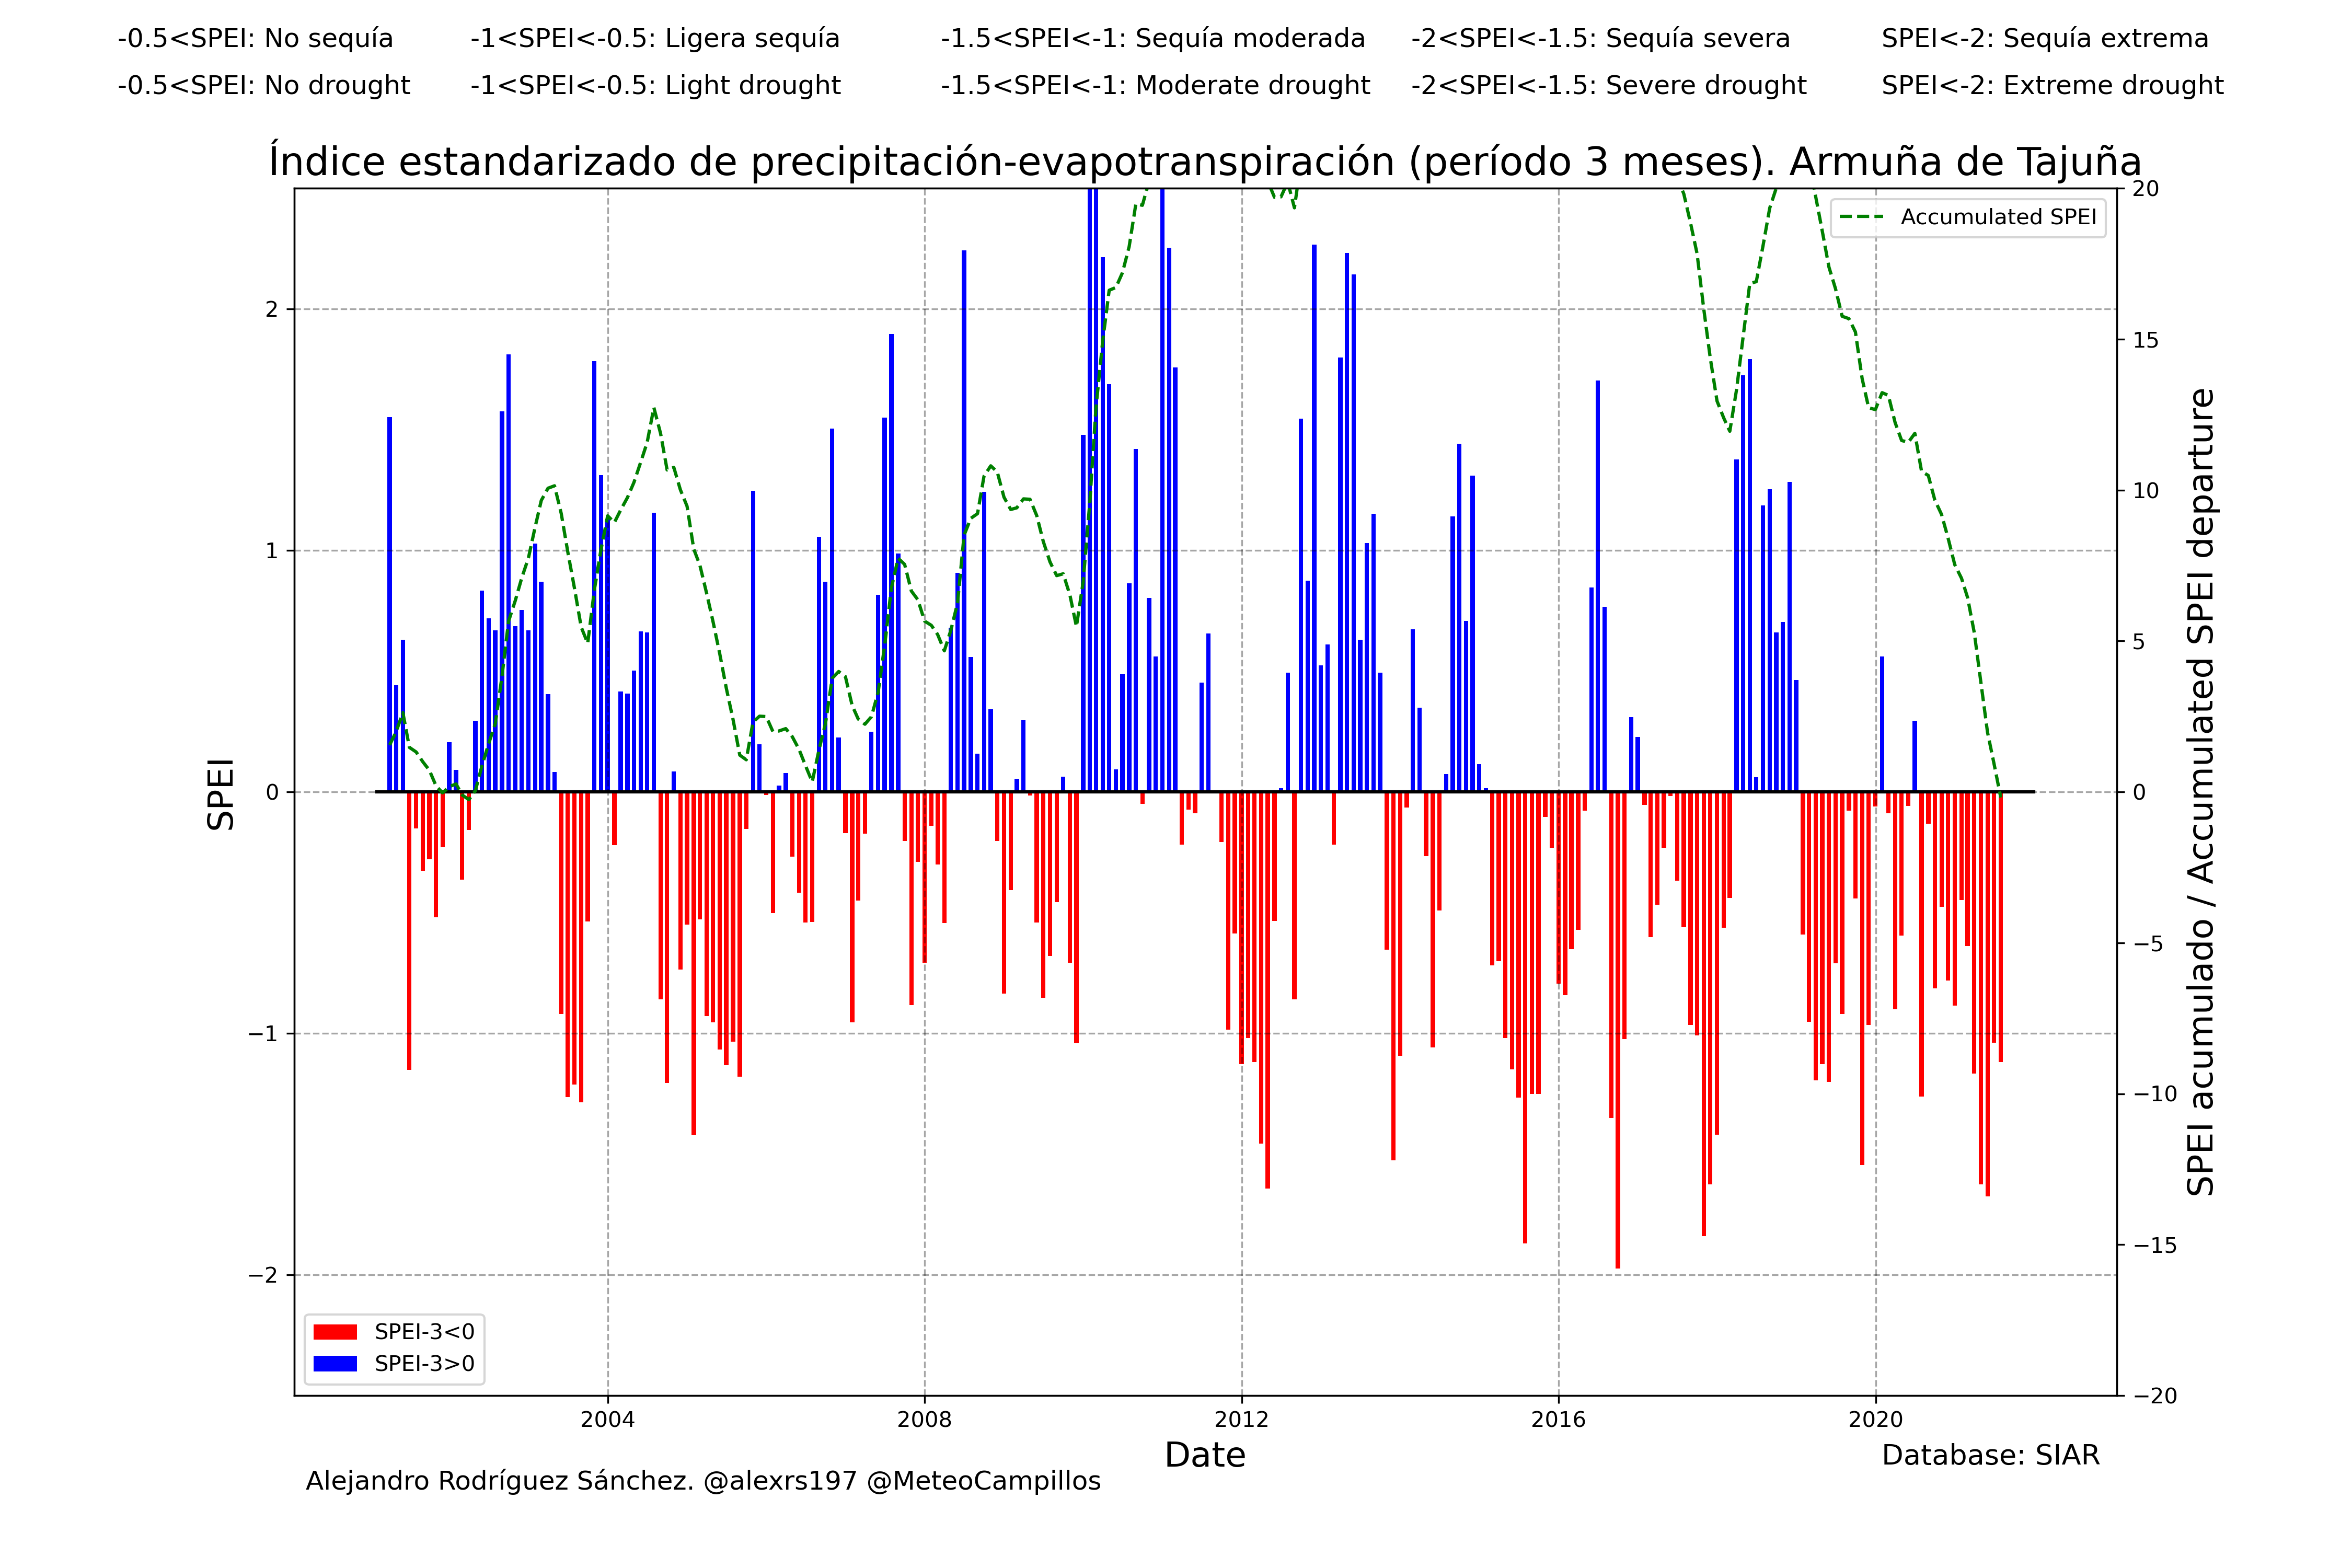 -0.5<SPEI: No sequía -1<SPEI<-0.5: Ligera sequía -1.5<SPEI<-1: Sequía moderada -2<SPEI<-1.5: Sequía severa SPEI<-2: Sequía extrema
-0.5<SPEI: No drought -1<SPEI<-0.5: Light drought -1.5<SPEI<-1: Moderate drought -2<SPEI<-1.5: Severe drought SPEI<-2: Extreme drought
Índice estandarizado de precipitación-evapotranspiración (período 3 meses). Armuña de Tajuña
Accumulated SPEI
SPEI
2
1
0
−1
−2
20
15
10
5
0
−5
−10
−15
−20
SPEI acumulado / Accumulated SPEI departure
SPEI-3<0
SPEI-3>0
2004 2008 2012 2016 2020
Date
Database: SIAR
Alejandro Rodríguez Sánchez. @alexrs197 @MeteoCampillos